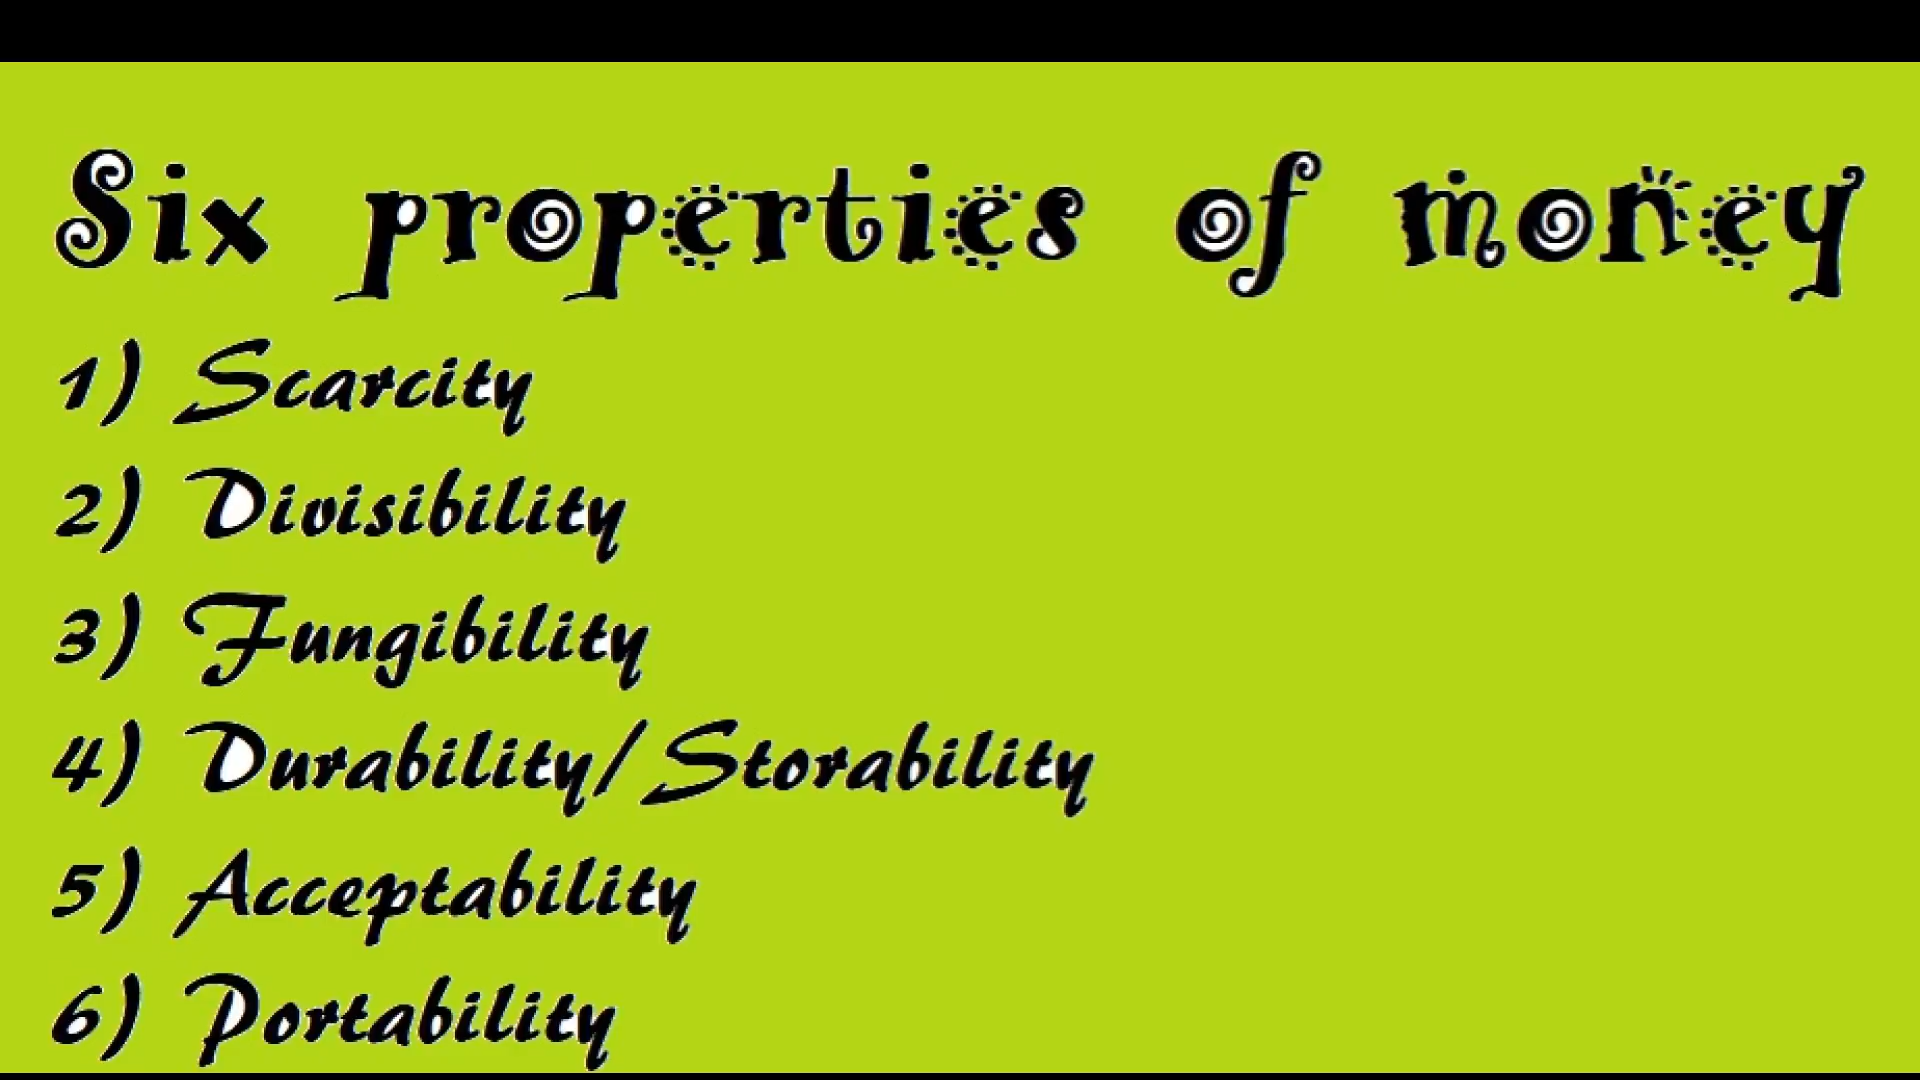 Six properties of money
1) Scarcity
2) Divisibility
3) Fungibility
4) Durability/Storability
5) Acceptability
6) Portability